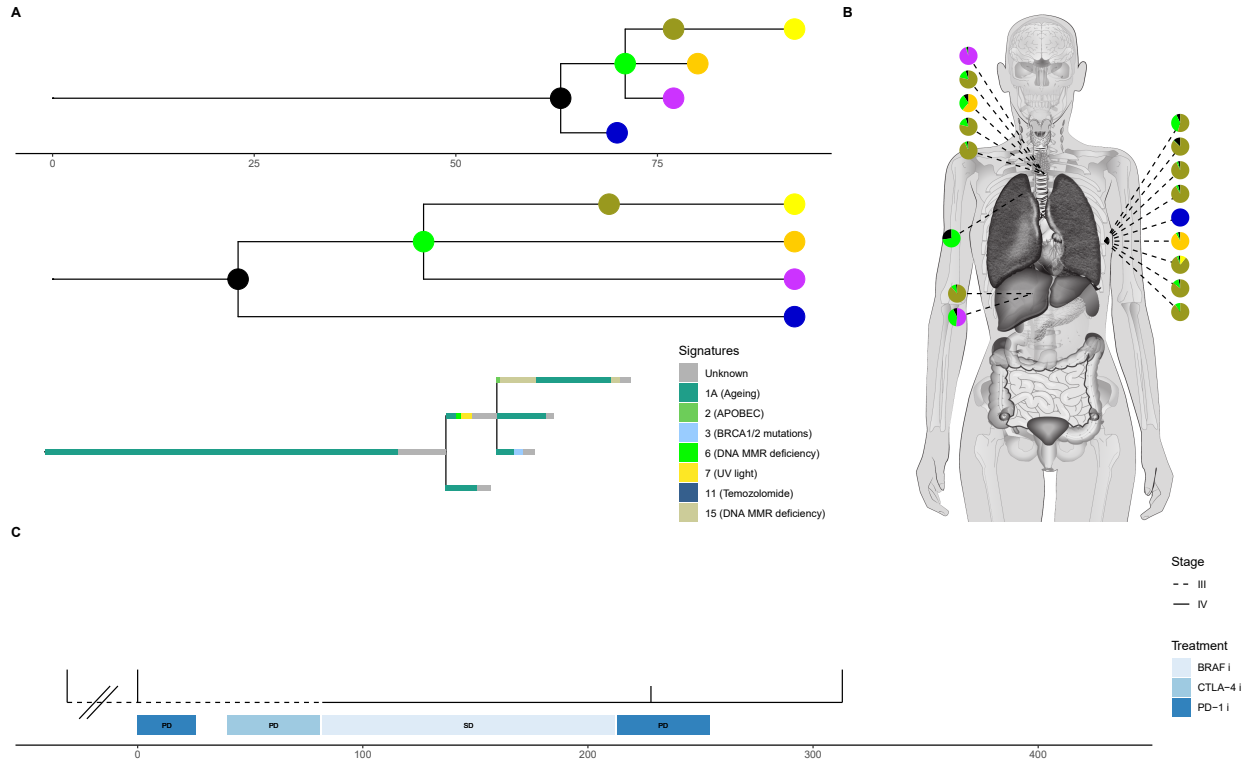 A
B
0 25 50 75
Signatures
Unknown
1A (Ageing)
2 (APOBEC)
3 (BRCA1/2 mutations)
6 (DNA MMR deficiency)
7 (UV light)
11 (Temozolomide)
15 (DNA MMR deficiency)
C
Stage
III
IV
Treatment
BRAF i
CTLA−4 i
PD−1 i
PD PD SD PD
0 100 200 300 400